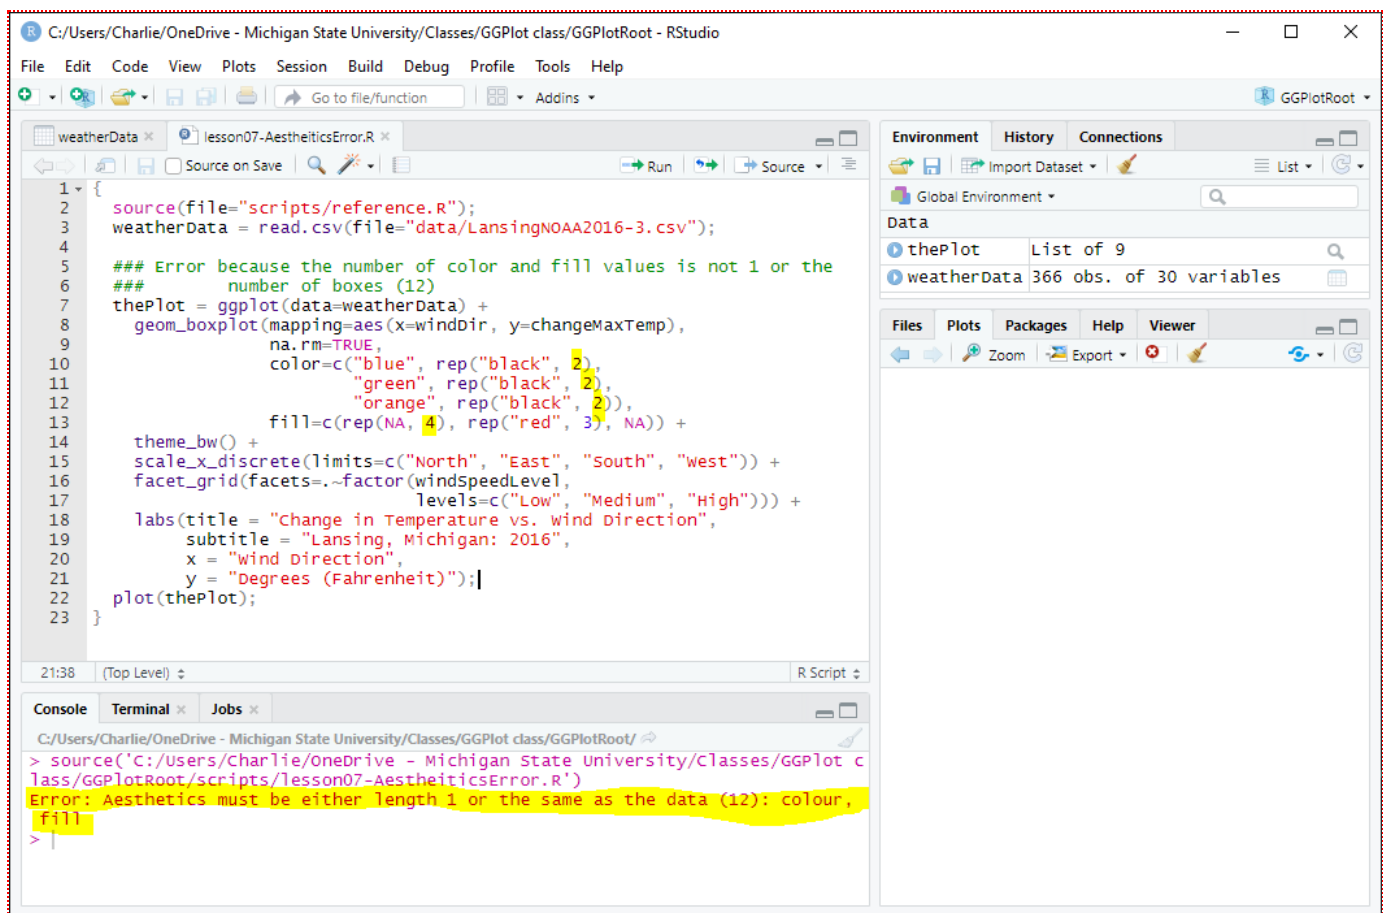 C:/Users/Charlie/OneDrive - Michigan State University/Classes/GGPlot class/GGPlotRoot - RStudio
File Edit Code View Plots Session Build Debug Profile Tools Help
Go to file/function Addins GGPlotRoot
weatherData lesson07-AestheiticsError.R
Source on Save Run Source
1 {
2 source(file="scripts/reference.R");
3 weatherData = read.csv(file="data/LansingNOAA2016-3.csv");
4
5 ### Error because the number of color and fill values is not 1 or the
6 ### number of boxes (12)
7 thePlot = ggplot(data=weatherData) +
8 geom_boxplot(mapping=aes(x=windDir, y=changeMaxTemp),
9 na.rm=TRUE,
10 color=c("blue", rep("black", 2),
11 "green", rep("black", 2),
12 "orange", rep("black", 2)),
13 fill=c(rep(NA, 4), rep("red", 3), NA)) +
14 theme_bw() +
15 scale_x_discrete(limits=c("North", "East", "South", "West")) +
16 facet_grid(facets=.~factor(windSpeedLevel,
17 levels=c("Low", "Medium", "High"))) +
18 labs(title = "Change in Temperature vs. Wind Direction",
19 subtitle = "Lansing, Michigan: 2016",
20 x = "Wind Direction",
21 y = "Degrees (Fahrenheit)");
22 plot(thePlot);
23 }
21:38 (Top Level) R Script
Console Terminal Jobs
C:/Users/Charlie/OneDrive - Michigan State University/Classes/GGPlot class/GGPlotRoot/
> source('C:/Users/Charlie/OneDrive - Michigan State University/Classes/GGPlot c
lass/GGPlotRoot/scripts/lesson07-AestheiticsError.R')
Error: Aesthetics must be either length 1 or the same as the data (12): colour,
fill
>
Environment History Connections
Import Dataset List
Global Environment
Data
thePlot List of 9
weatherData 366 obs. of 30 variables
Files Plots Packages Help Viewer
Zoom Export